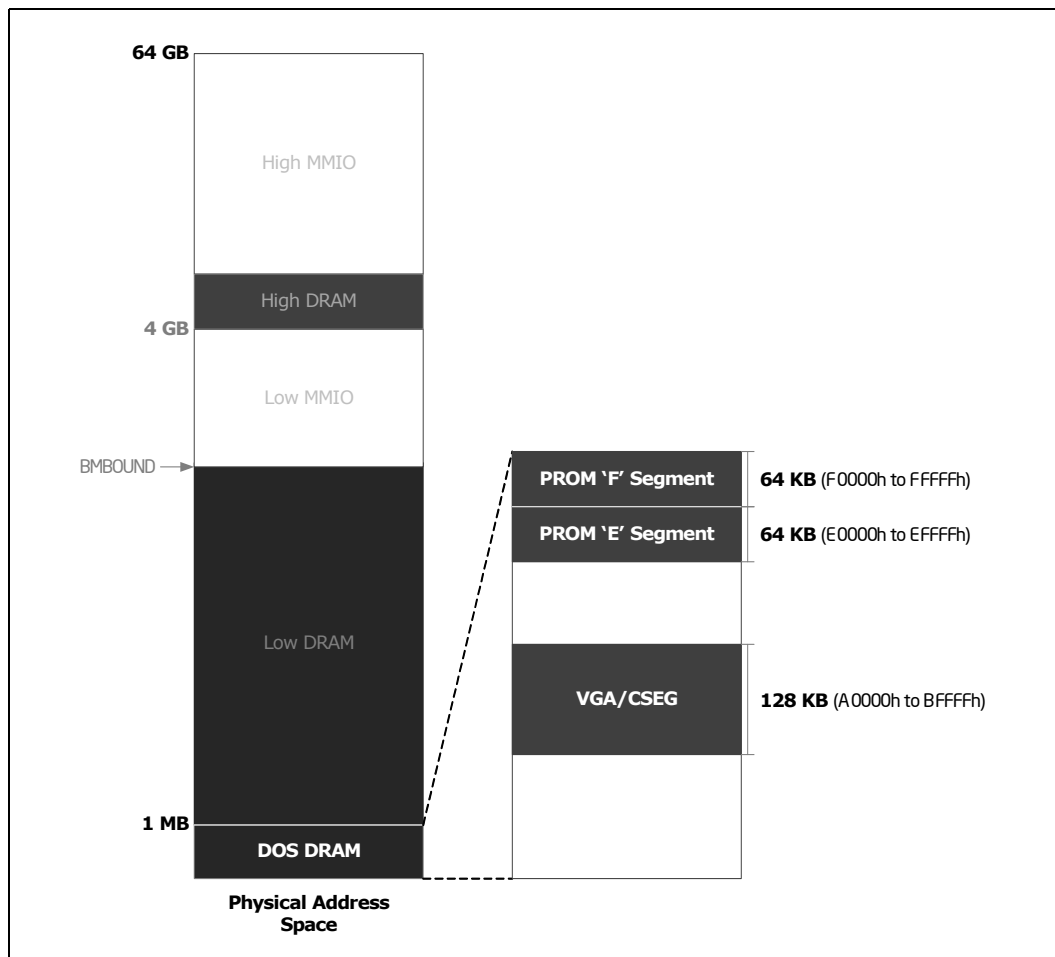 64 GB
High MMIO
High DRAM
4 GB
Low MMIO
BMBOUND
Low DRAM
1 MB
DOS DRAM
Physical Address
Space
PROM ‘F’ Segment
64 KB (F0000h to FFFFFh)
PROM ‘E’ Segment
64 KB (E0000h to EFFFFh)
VGA/CSEG
128 KB (A0000h to BFFFFh)